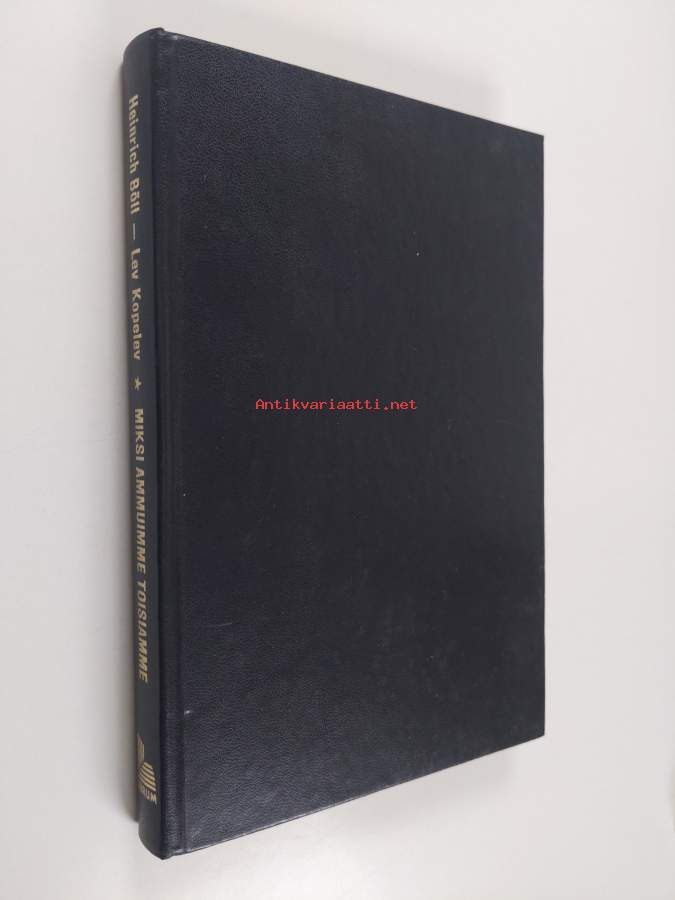 Heinrich Böll — Lev Kopelev ★ MIKSI AMMUIMME TOISIAMME
Antikvariaatti.net